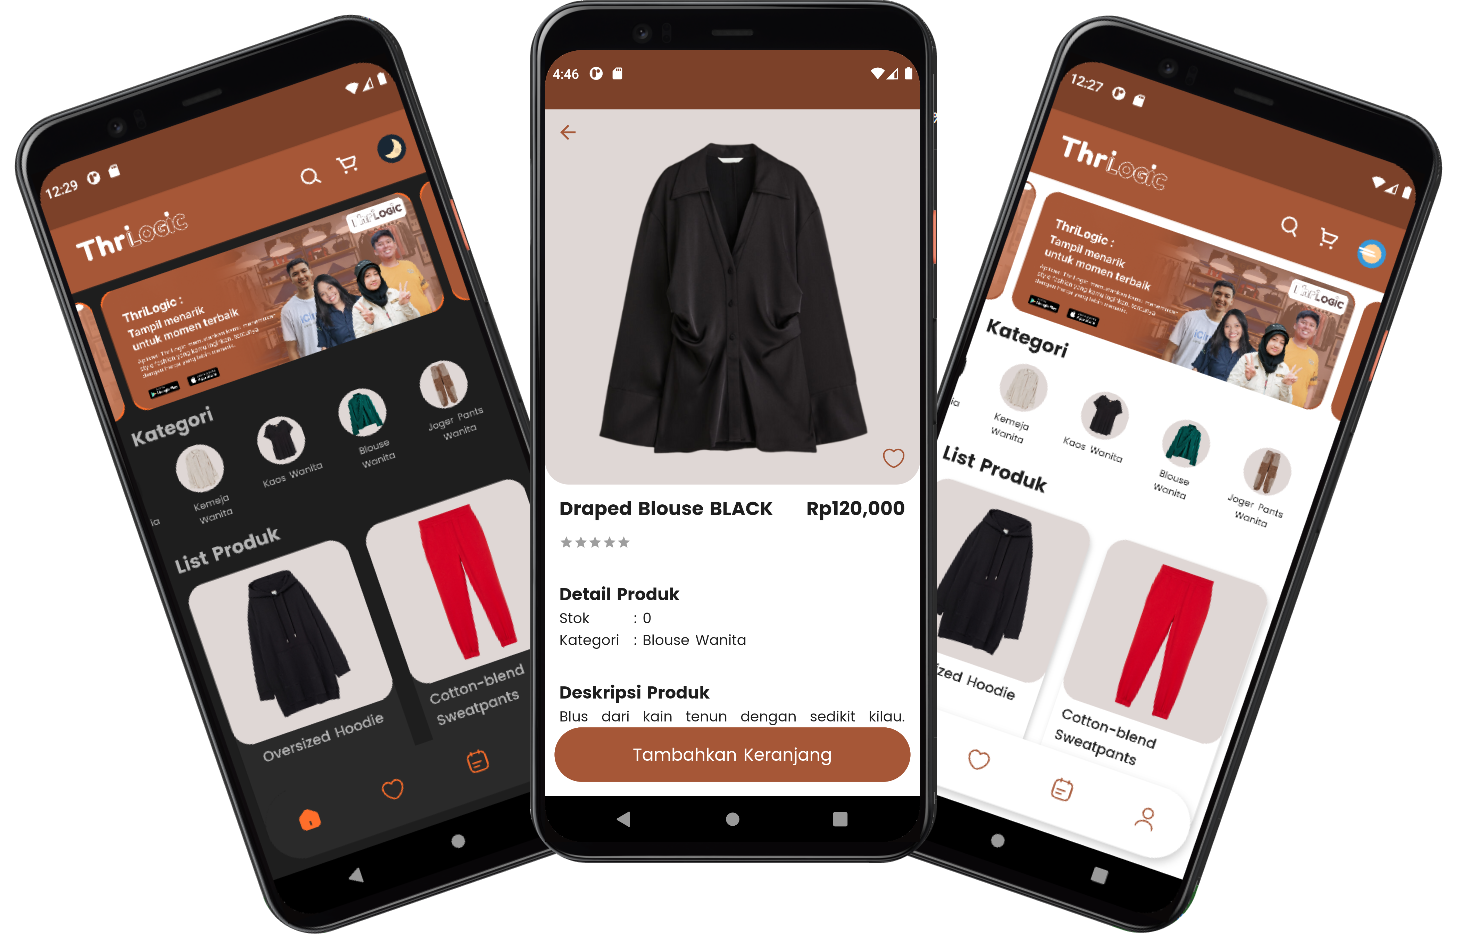 12:29
ThriLOGIC
ThriLogic :
Tampil menarik
untuk momen terbaik
ThriLOGIC
Kategori
ia
Kemeja
Wanita
Kaos Wanita
Blouse
Wanita
Joger Pants
Wanita
List Produk
Oversized Hoodie
Cotton-blend
Sweatpants
4:46
Draped Blouse BLACK
Rp120,000
Detail Produk
Stok : 0
Kategori : Blouse Wanita
Deskripsi Produk
Blus dari kain tenun dengan sedikit kilau.
Tambahkan Keranjang
12:27
ThriLOGIC
ThriLogic :
Tampil menarik
untuk momen terbaik
ThriLOGIC
Kategori
ia
Kemeja
Wanita
Kaos Wanita
Blouse
Wanita
Joger Pants
Wanita
List Produk
zed Hoodie
Cotton-blend
Sweatpants